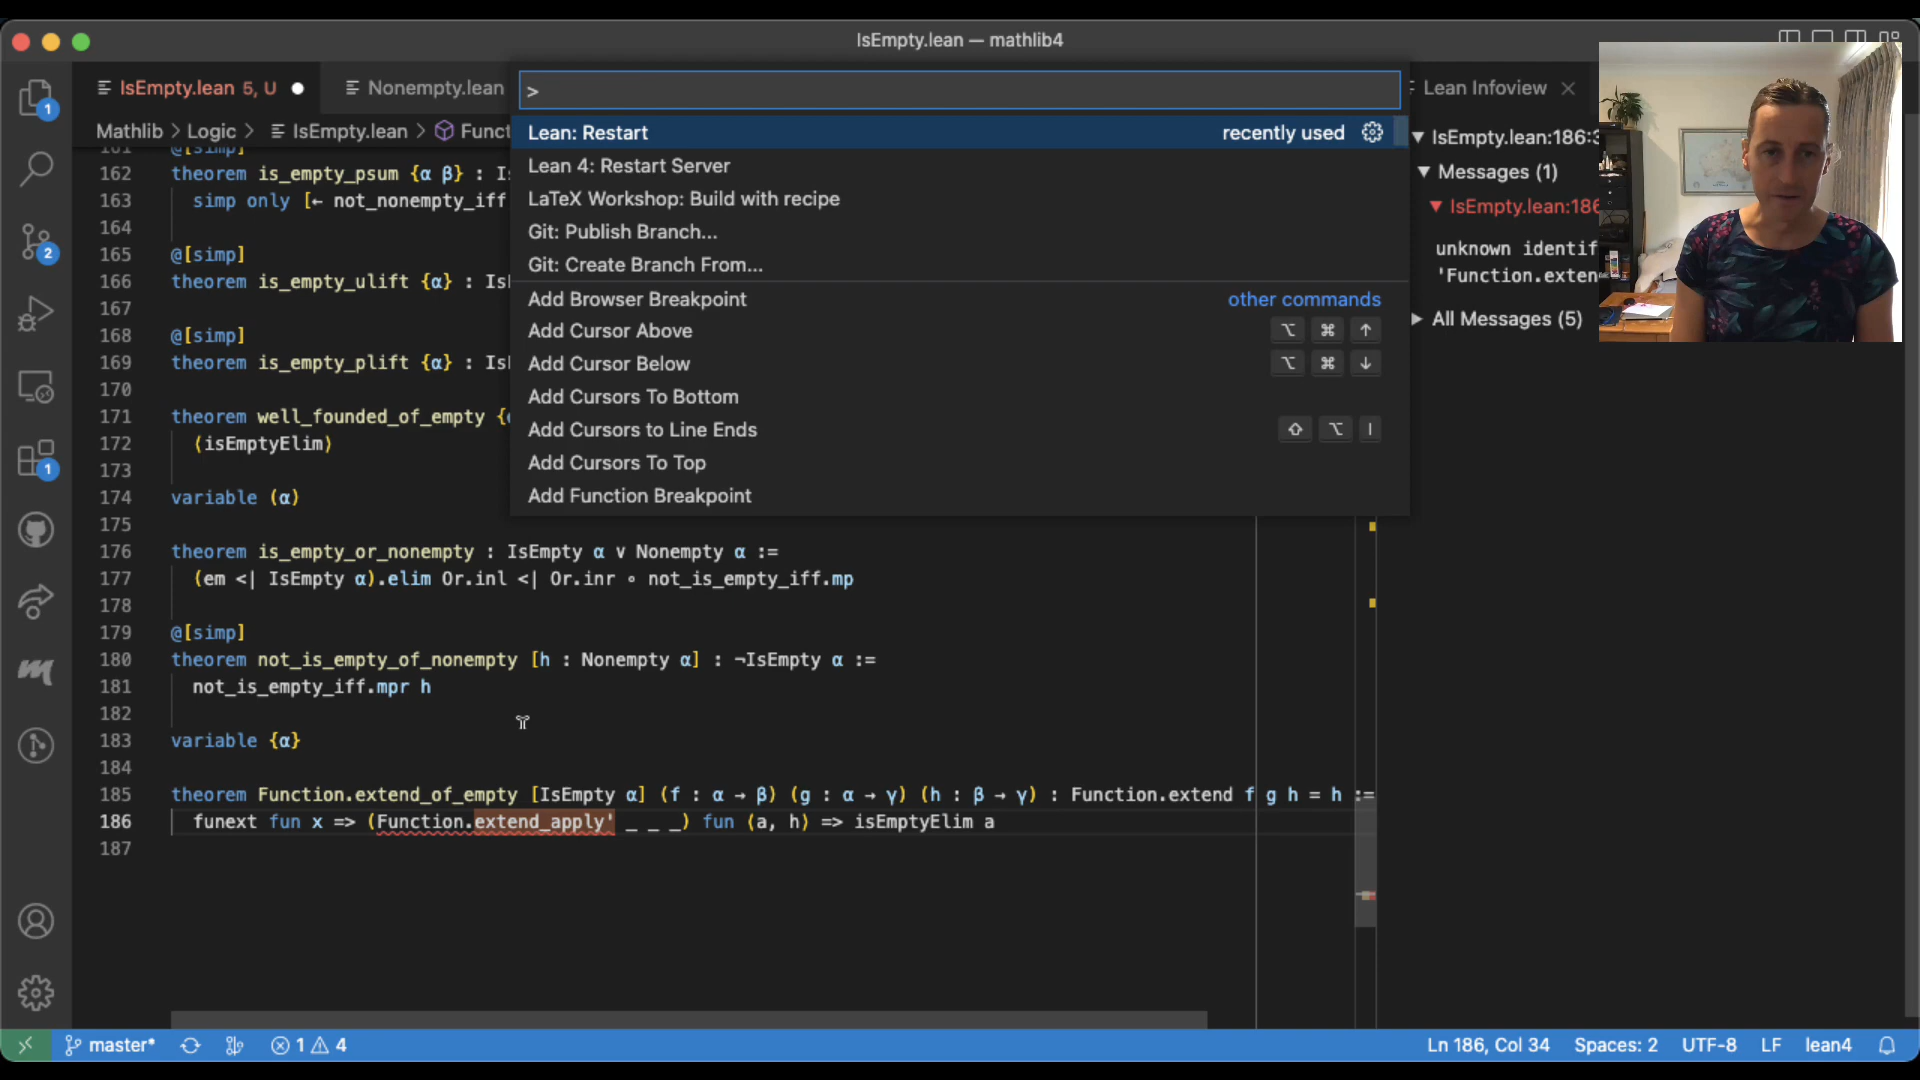 IsEmpty.lean — mathlib4
IsEmpty.lean 5, U
Nonempty.lean
>
Lean Infoview
Mathlib > Logic > IsEmpty.lean > Funct
Lean: Restart
recently used
Lean 4: Restart Server
LaTeX Workshop: Build with recipe
Git: Publish Branch...
Git: Create Branch From...
Add Browser Breakpoint
other commands
Add Cursor Above
⌥ ⌘ ↑
Add Cursor Below
⌥ ⌘ ↓
Add Cursors To Bottom
Add Cursors to Line Ends
⇧ ⌥ I
Add Cursors To Top
Add Function Breakpoint
IsEmpty.lean:186:3
Messages (1)
IsEmpty.lean:186
unknown identif
'Function.exten
All Messages (5)
161 @[simp]
162 theorem is_empty_psum {α β} : Is
163 simp only [← not_nonempty_iff
164
165 @[simp]
166 theorem is_empty_ulift {α} : IsE
167
168 @[simp]
169 theorem is_empty_plift {α} : IsE
170
171 theorem well_founded_of_empty {
172 (isEmptyElim)
173
174 variable (α)
175
176 theorem is_empty_or_nonempty : IsEmpty α ∨ Nonempty α :=
177 (em <| IsEmpty α).elim Or.inl <| Or.inr ∘ not_is_empty_iff.mp
178
179 @[simp]
180 theorem not_is_empty_of_nonempty [h : Nonempty α] : ¬IsEmpty α :=
181 not_is_empty_iff.mpr h
182
183 variable {α}
184
185 theorem Function.extend_of_empty [IsEmpty α] (f : α → β) (g : α → γ) (h : β → γ) : Function.extend f g h = h :=
186 funext fun x => (Function.extend_apply' _ _ _) fun (a, h) => isEmptyElim a
187
1
2
1
master*
1
4
Ln 186, Col 34
Spaces: 2
UTF-8
LF
lean4